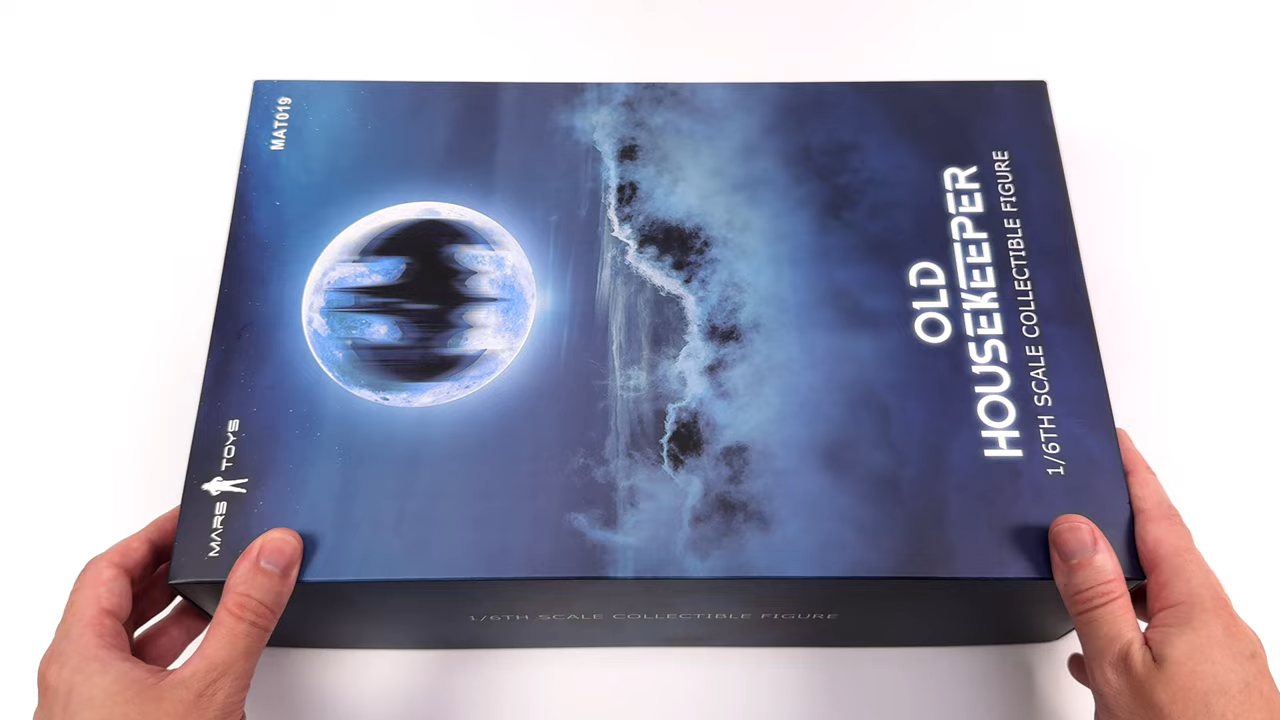 MAT019
MARS TOYS
OLD
HOUSEKEEPER
1/6TH SCALE COLLECTIBLE FIGURE
1/6TH SCALE COLLECTIBLE FIGURE